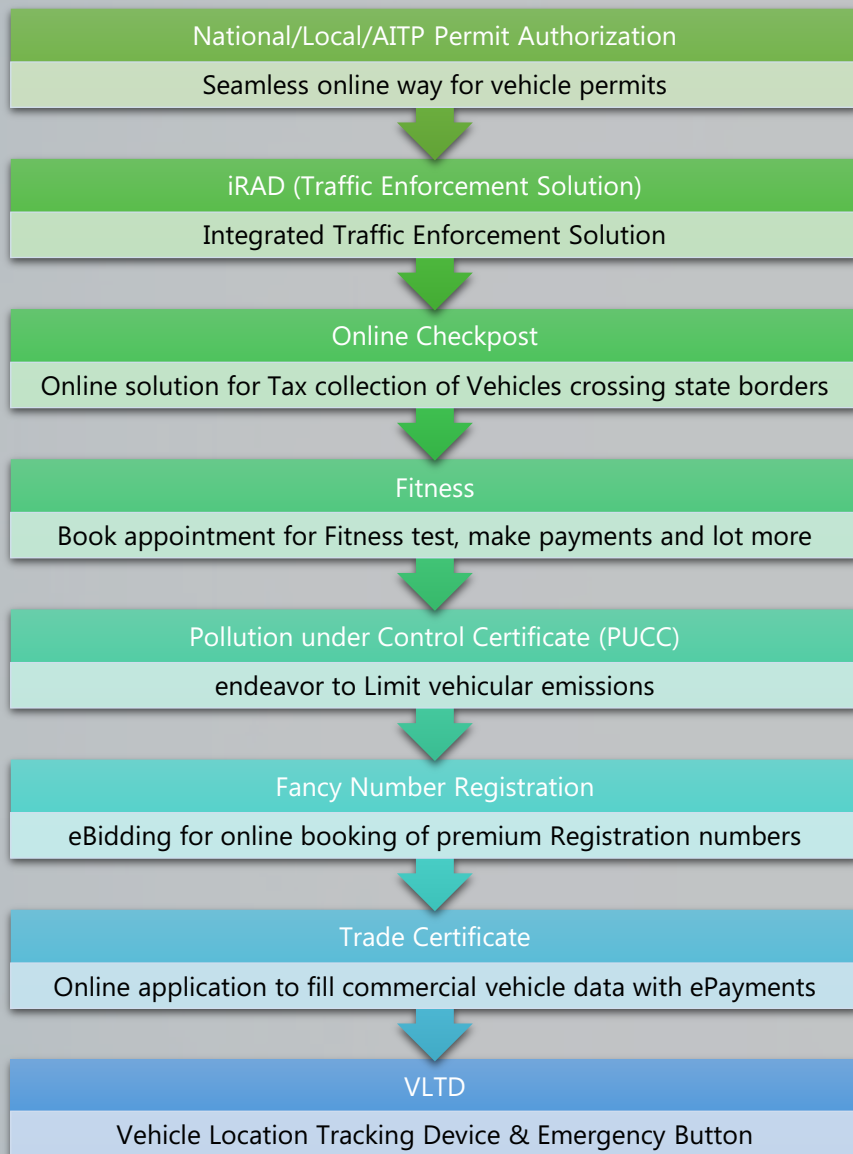 National/Local/AITP Permit Authorization
Seamless online way for vehicle permits
iRAD (Traffic Enforcement Solution)
Integrated Traffic Enforcement Solution
Online Checkpost
Online solution for Tax collection of Vehicles crossing state borders
Fitness
Book appointment for Fitness test, make payments and lot more
Pollution under Control Certificate (PUCC)
endeavor to Limit vehicular emissions
Fancy Number Registration
eBidding for online booking of premium Registration numbers
Trade Certificate
Online application to fill commercial vehicle data with ePayments
VLTD
Vehicle Location Tracking Device & Emergency Button